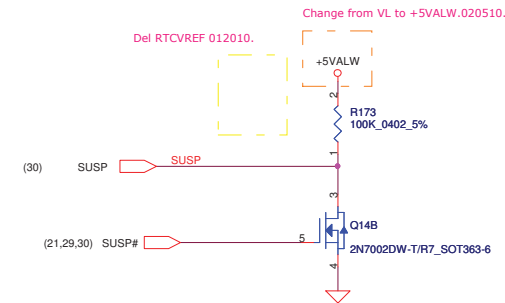 Change from VL to +5VALW.020510.
Del RTCVREF 012010.
+5VALW
2
R173
100K_0402_5%
1
(30) SUSP SUSP
3
Q14B
(21,29,30) SUSP# 5
2N7002DW-T/R7_SOT363-6
4